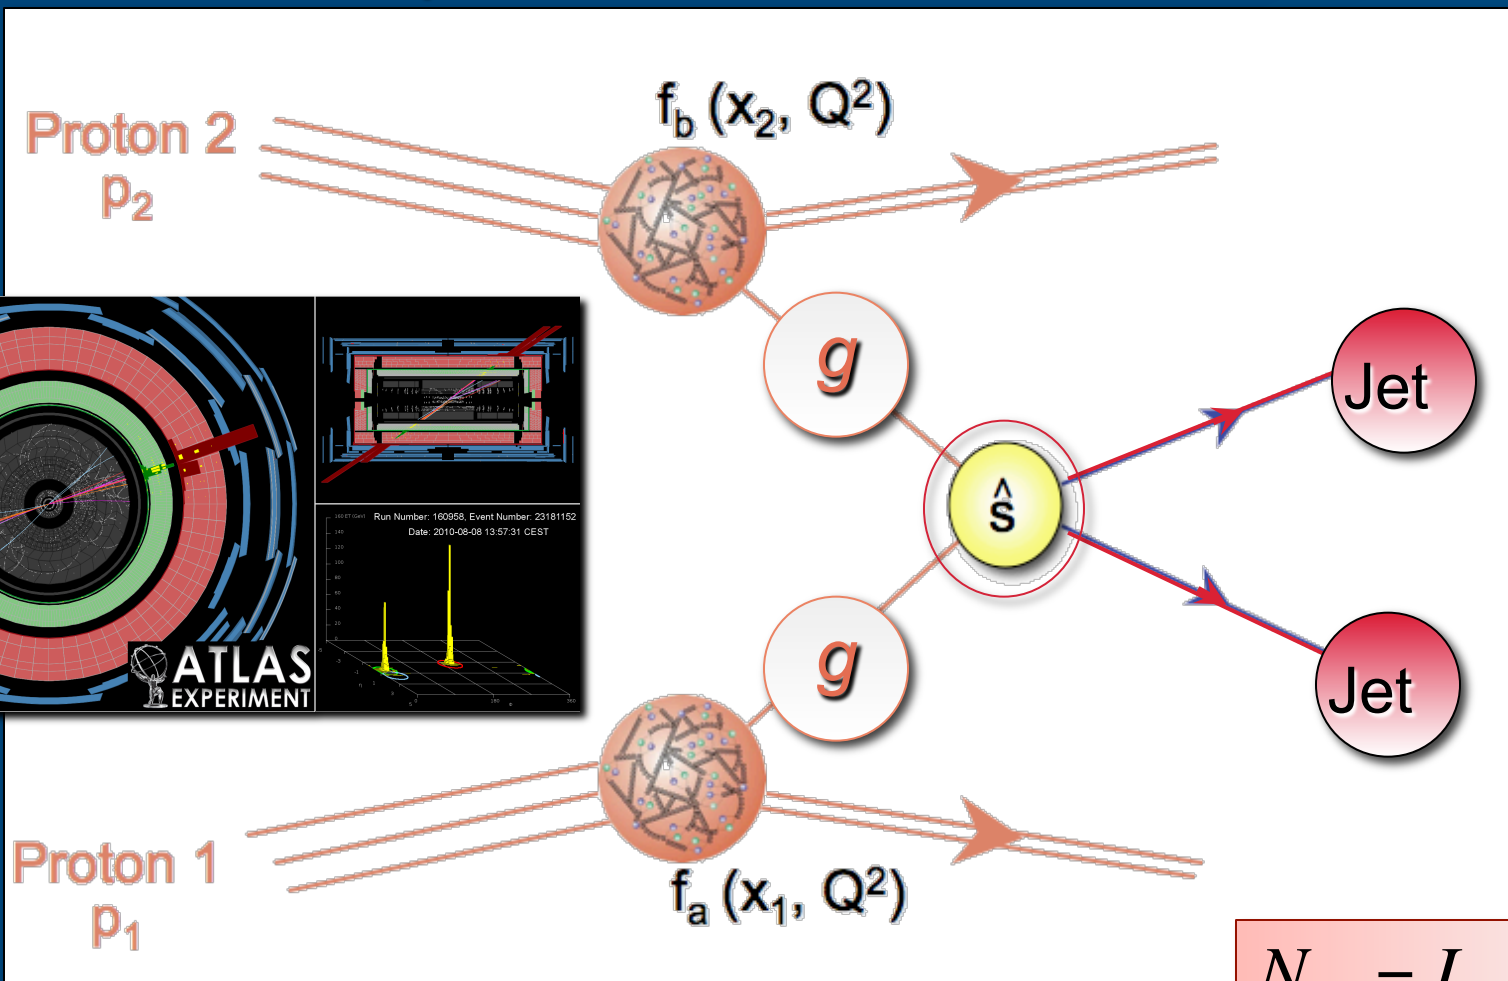 f_b (x_2, Q^2)
Proton 2
p_2
g
Jet
ŝ
Run Number: 160958, Event Number: 23181152
Date: 2010-08-08 13:57:31 CEST
ATLAS
EXPERIMENT
g
Jet
Proton 1
p_1
f_a (x_1, Q^2)
N = L